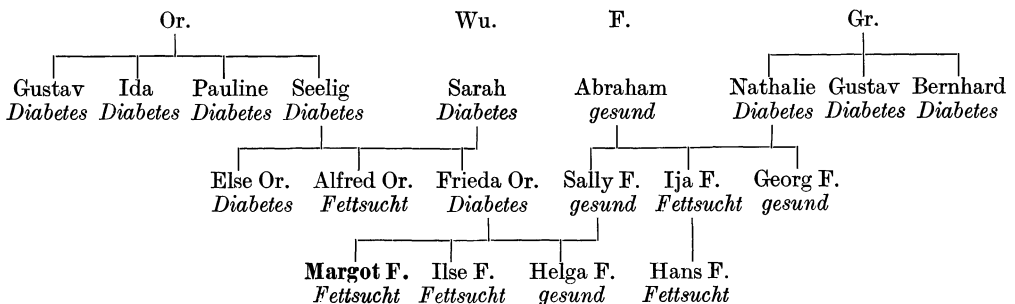 Or. Wu. F. Gr.
Gustav Ida Pauline Seelig Sarah Abraham Nathalie Gustav Bernhard
Diabetes Diabetes Diabetes Diabetes Diabetes gesund Diabetes Diabetes Diabetes
Else Or. Alfred Or. Frieda Or. Sally F. Ija F. Georg F.
Diabetes Fettsucht Diabetes gesund Fettsucht gesund
Margot F. Ilse F. Helga F. Hans F.
Fettsucht Fettsucht gesund Fettsucht